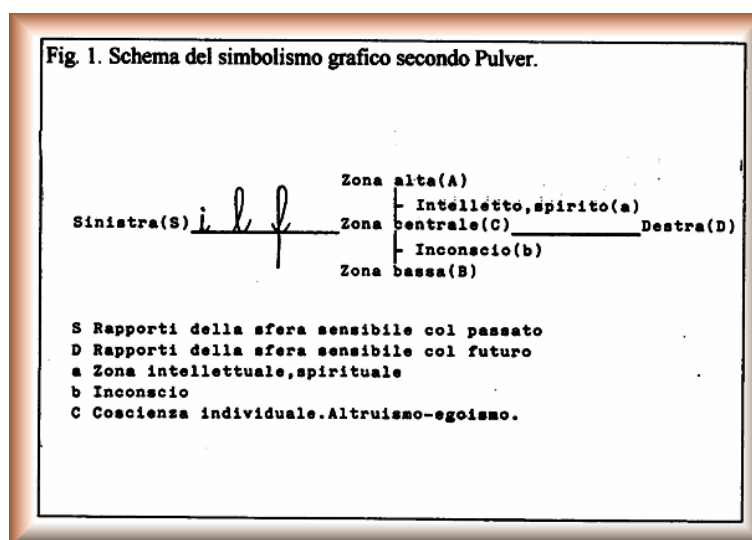 Fig. 1. Schema del simbolismo grafico secondo Pulver.
Zona alta(A)
Intelletto,spirito(a)
Sinistra(S) i l f Zona centrale(C) Destra(D)
Inconscio(b)
Zona bassa(B)
S Rapporti della sfera sensibile col passato
D Rapporti della sfera sensibile col futuro
a Zona intellettuale,spirituale
b Inconscio
C Coscienza individuale.Altruismo-egoismo.